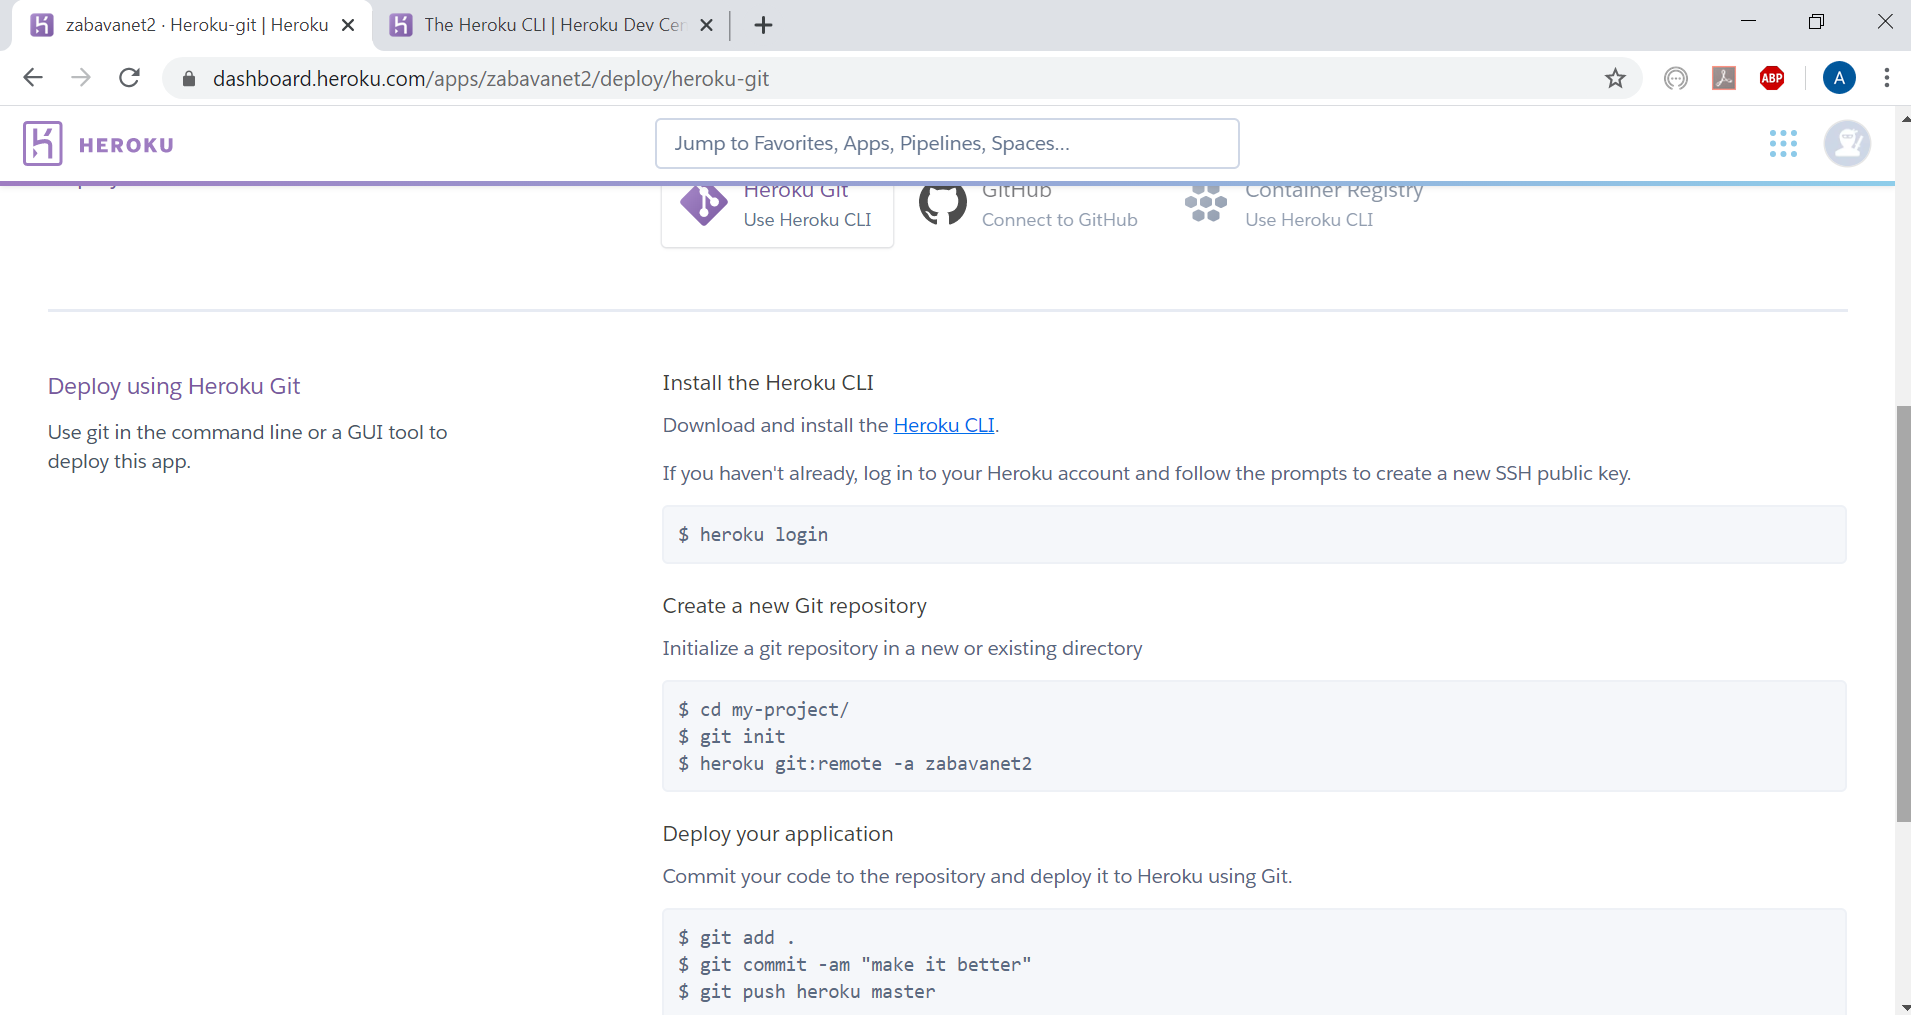 zabavanet2 · Heroku-git | Heroku
The Heroku CLI | Heroku Dev Cen
dashboard.heroku.com/apps/zabavanet2/deploy/heroku-git
ABP
A
HEROKU
Jump to Favorites, Apps, Pipelines, Spaces...
Heroku Git
Use Heroku CLI
GitHub
Connect to GitHub
Container Registry
Use Heroku CLI
Deploy using Heroku Git
Use git in the command line or a GUI tool to
deploy this app.
Install the Heroku CLI
Download and install the Heroku CLI.
If you haven't already, log in to your Heroku account and follow the prompts to create a new SSH public key.
$ heroku login
Create a new Git repository
Initialize a git repository in a new or existing directory
$ cd my-project/
$ git init
$ heroku git:remote -a zabavanet2
Deploy your application
Commit your code to the repository and deploy it to Heroku using Git.
$ git add .
$ git commit -am "make it better"
$ git push heroku master